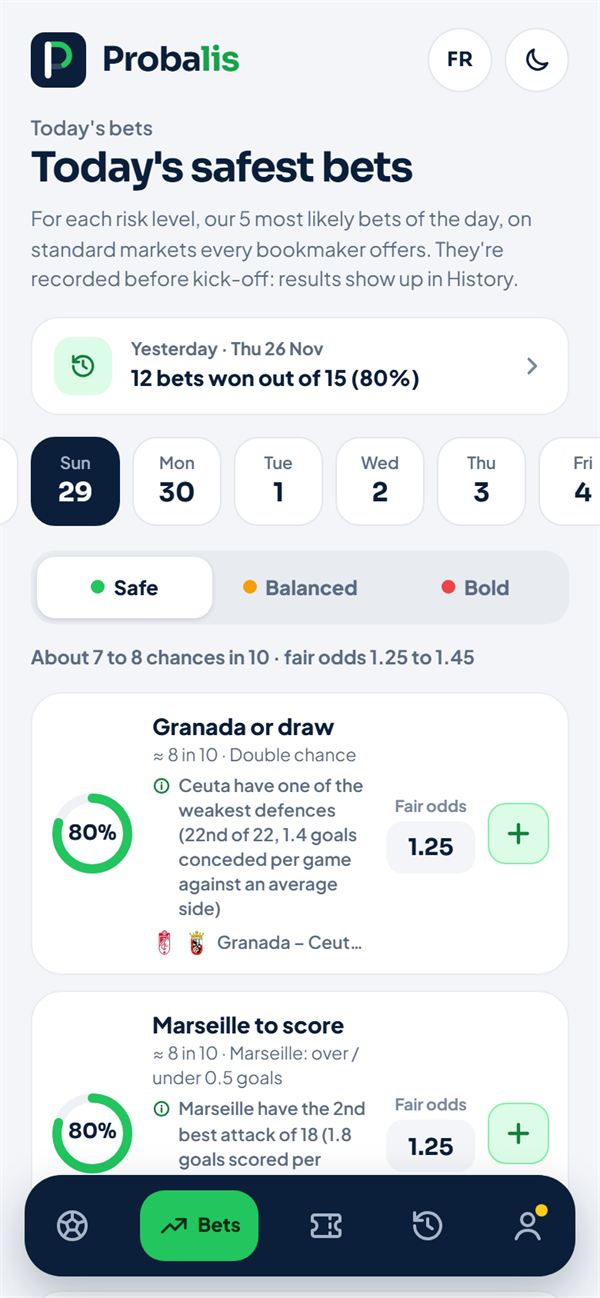 Probalis
FR
Today's bets
Today's safest bets
For each risk level, our 5 most likely bets of the day, on
standard markets every bookmaker offers. They're
recorded before kick-off: results show up in History.
Yesterday · Thu 26 Nov
12 bets won out of 15 (80%)
Sun
29
Mon
30
Tue
1
Wed
2
Thu
3
Fri
4
Safe
Balanced
Bold
About 7 to 8 chances in 10 · fair odds 1.25 to 1.45
80%
Granada or draw
≈ 8 in 10 · Double chance
Ceuta have one of the
weakest defences
(22nd of 22, 1.4 goals
conceded per game
against an average
side)
Granada – Ceut…
Fair odds
1.25
80%
Marseille to score
≈ 8 in 10 · Marseille: over /
under 0.5 goals
Marseille have the 2nd
best attack of 18 (1.8
goals scored per
Fair odds
1.25
Bets